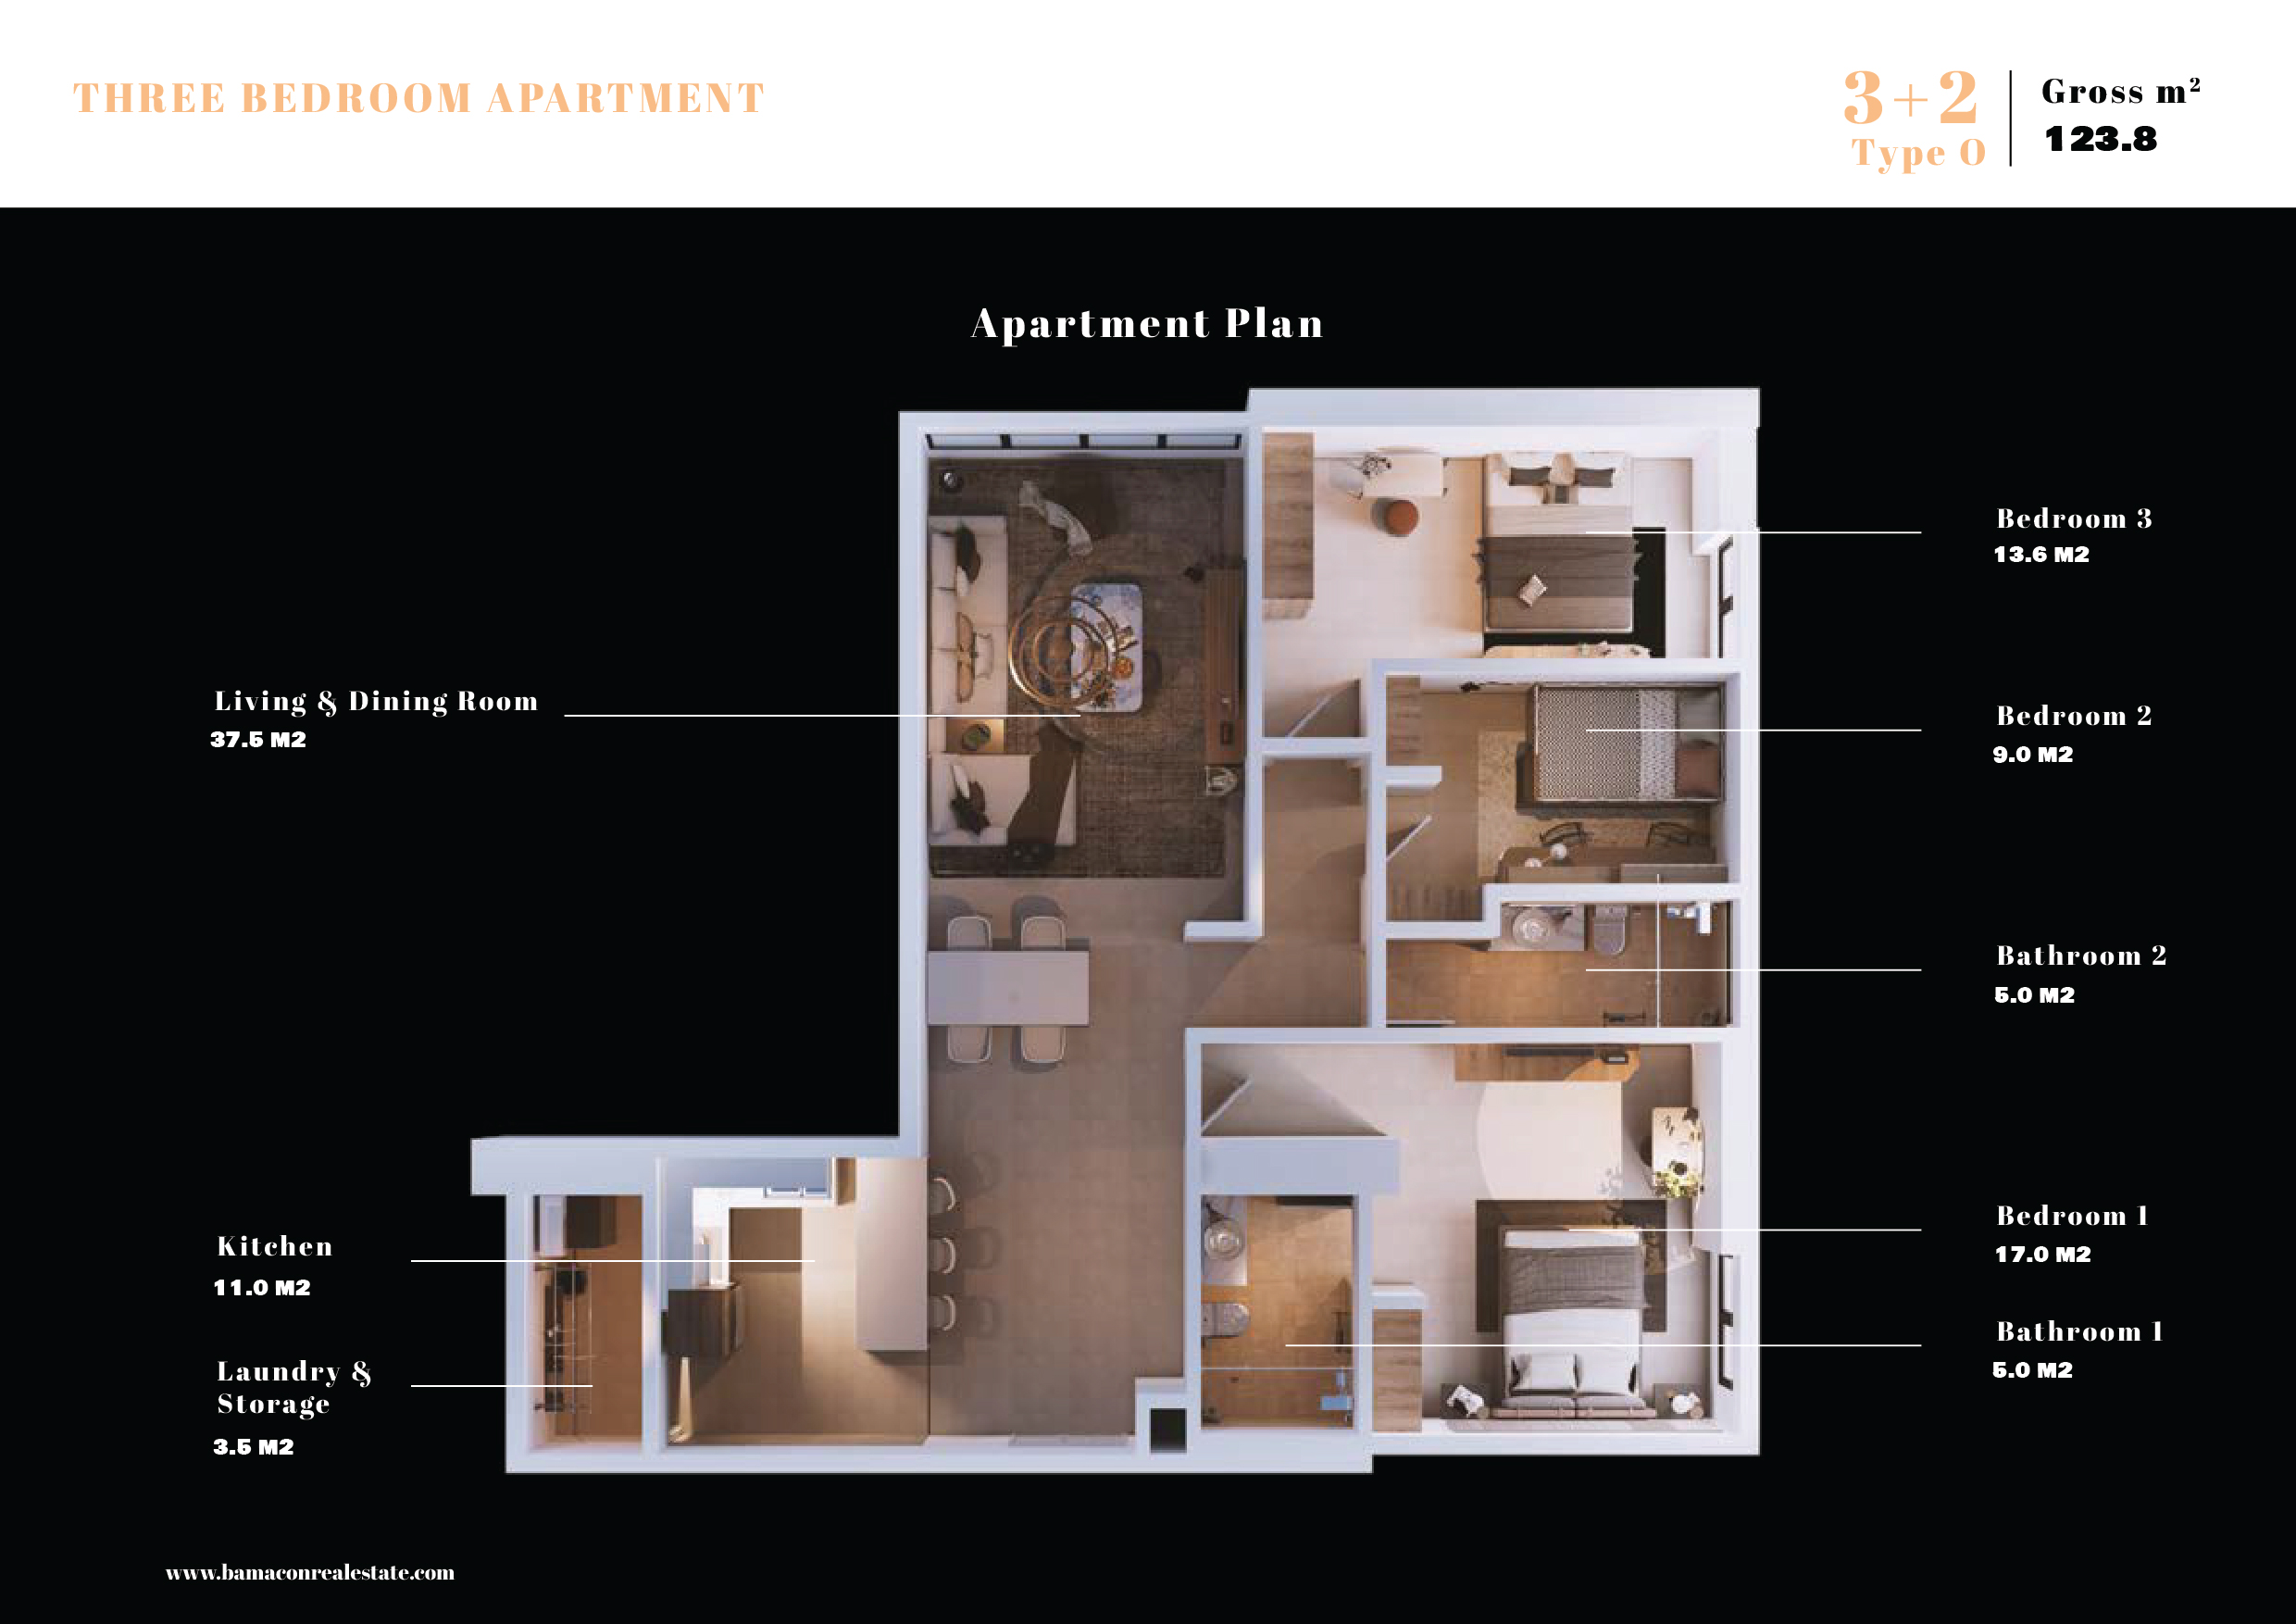 THREE BEDROOM APARTMENT
3+2
Type O
Gross m²
123.8
Apartment Plan
Living & Dining Room
37.5 M2
Kitchen
11.0 M2
Laundry &
Storage
3.5 M2
Bedroom 3
13.6 M2
Bedroom 2
9.0 M2
Bathroom 2
5.0 M2
Bedroom 1
17.0 M2
Bathroom 1
5.0 M2
www.bamaconrealestate.com